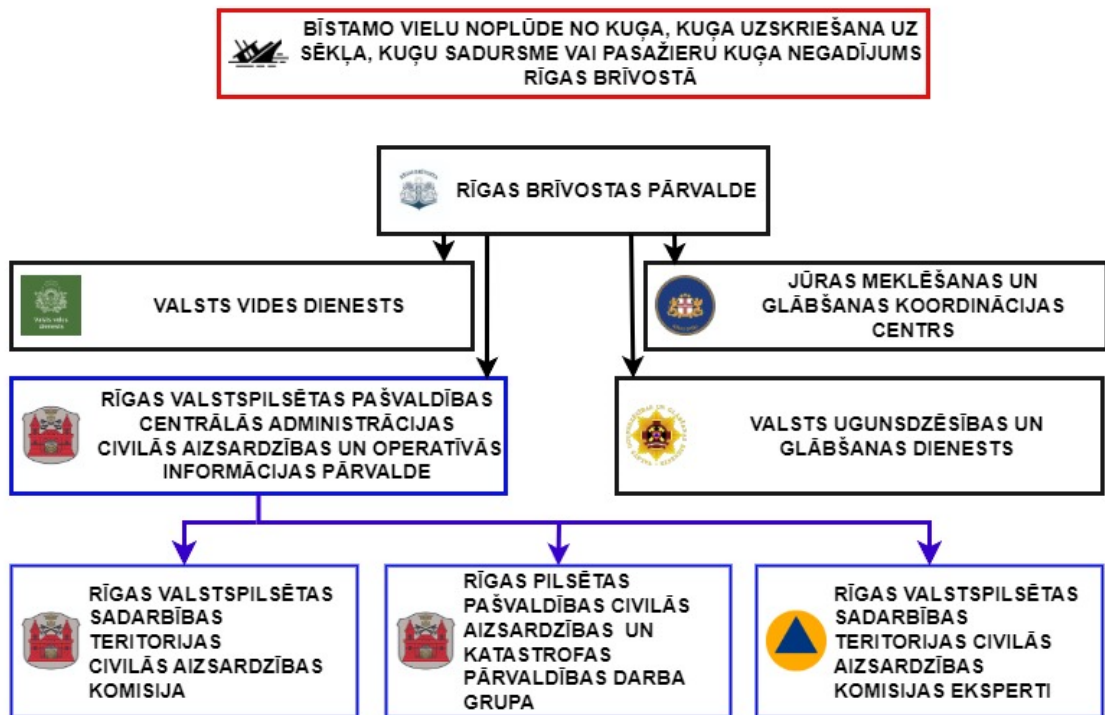 BĪSTAMO VIELU NOPLŪDE NO KUĢA, KUĢA UZSKRIEŠANA UZ
SĒKĻA, KUĢU SADURSME VAI PASAŽIERU KUĢA NEGADĪJUMS
RĪGAS BRĪVOSTĀ
RĪGAS BRĪVOSTAS PĀRVALDE
Valsts vides
dienests
VALSTS VIDES DIENESTS
JŪRAS MEKLĒŠANAS UN
GLĀBŠANAS KOORDINĀCIJAS
CENTRS
RĪGAS VALSTSPILSĒTAS PAŠVALDĪBAS
CENTRĀLĀS ADMINISTRĀCIJAS
CIVILĀS AIZSARDZĪBAS UN OPERATĪVĀS
INFORMĀCIJAS PĀRVALDE
VALSTS UGUNSDZĒSĪBAS UN
GLĀBŠANAS DIENESTS
RĪGAS VALSTSPILSĒTAS
SADARBĪBAS
TERITORIJAS
CIVILĀS AIZSARDZĪBAS
KOMISIJA
RĪGAS PILSĒTAS
PAŠVALDĪBAS CIVILĀS
AIZSARDZĪBAS UN
KATASTROFAS
PĀRVALDĪBAS DARBA
GRUPA
RĪGAS VALSTSPILSĒTAS
SADARBĪBAS
TERITORIJAS CIVILĀS
AIZSARDZĪBAS
KOMISIJAS EKSPERTI